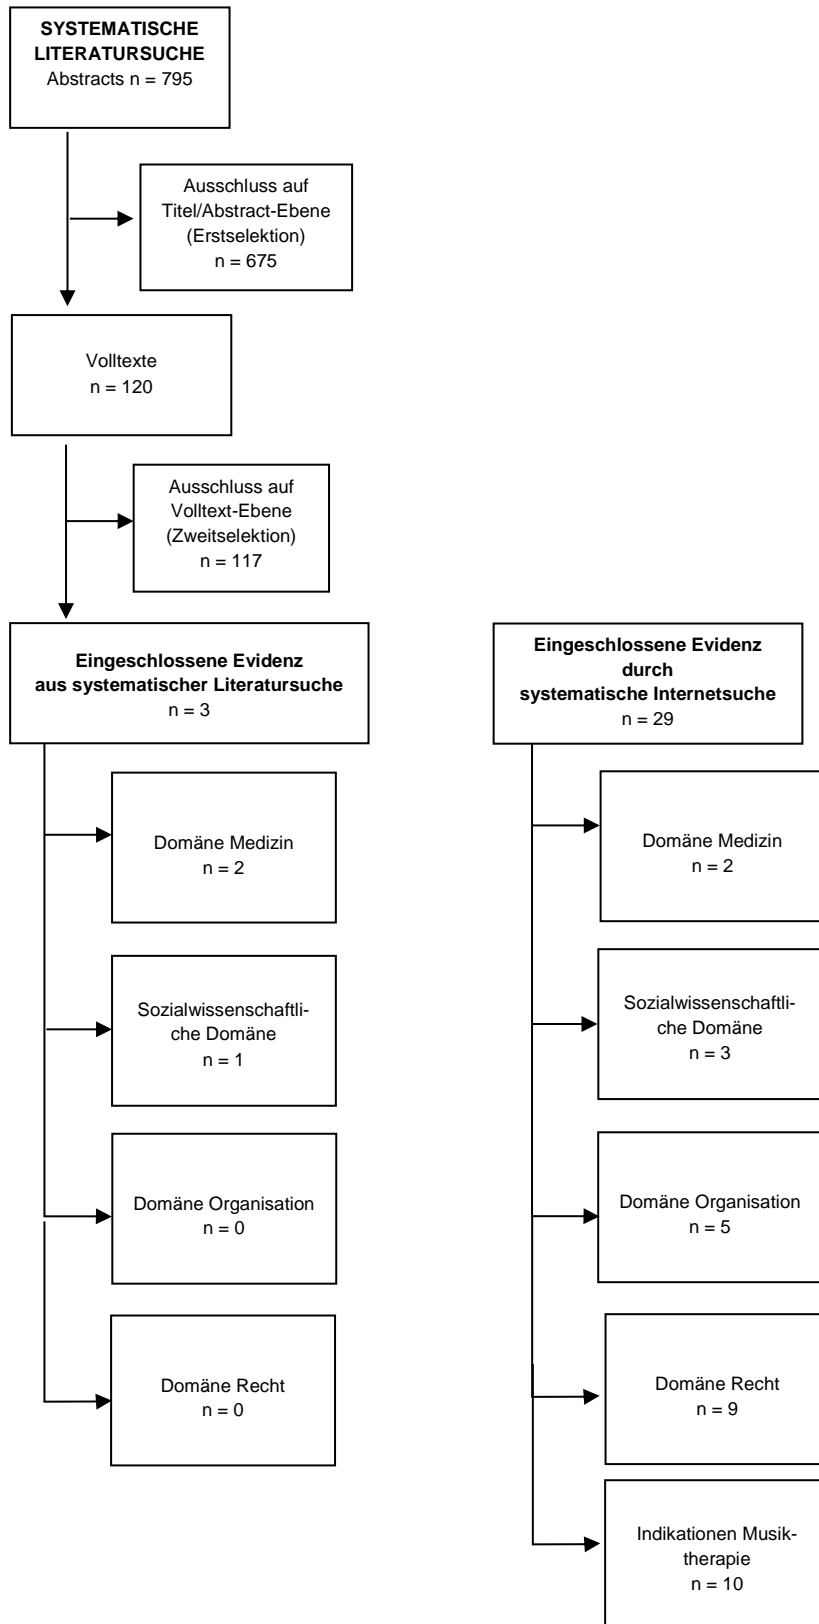 SYSTEMATISCHE
LITERATURSUCHE
Abstracts n = 795
Ausschluss auf
Titel/Abstract-Ebene
(Erstselektion)
n = 675
Volltexte
n = 120
Ausschluss auf
Volltext-Ebene
(Zweitselektion)
n = 117
Eingeschlossene Evidenz
aus systematischer Literatursuche
n = 3
Domäne Medizin
n = 2
Sozialwissenschaftli-
che Domäne
n = 1
Domäne Organisation
n = 0
Domäne Recht
n = 0
Eingeschlossene Evidenz
durch
systematische Internetsuche
n = 29
Domäne Medizin
n = 2
Sozialwissenschaftli-
che Domäne
n = 3
Domäne Organisation
n = 5
Domäne Recht
n = 9
Indikationen Musik-
therapie
n = 10